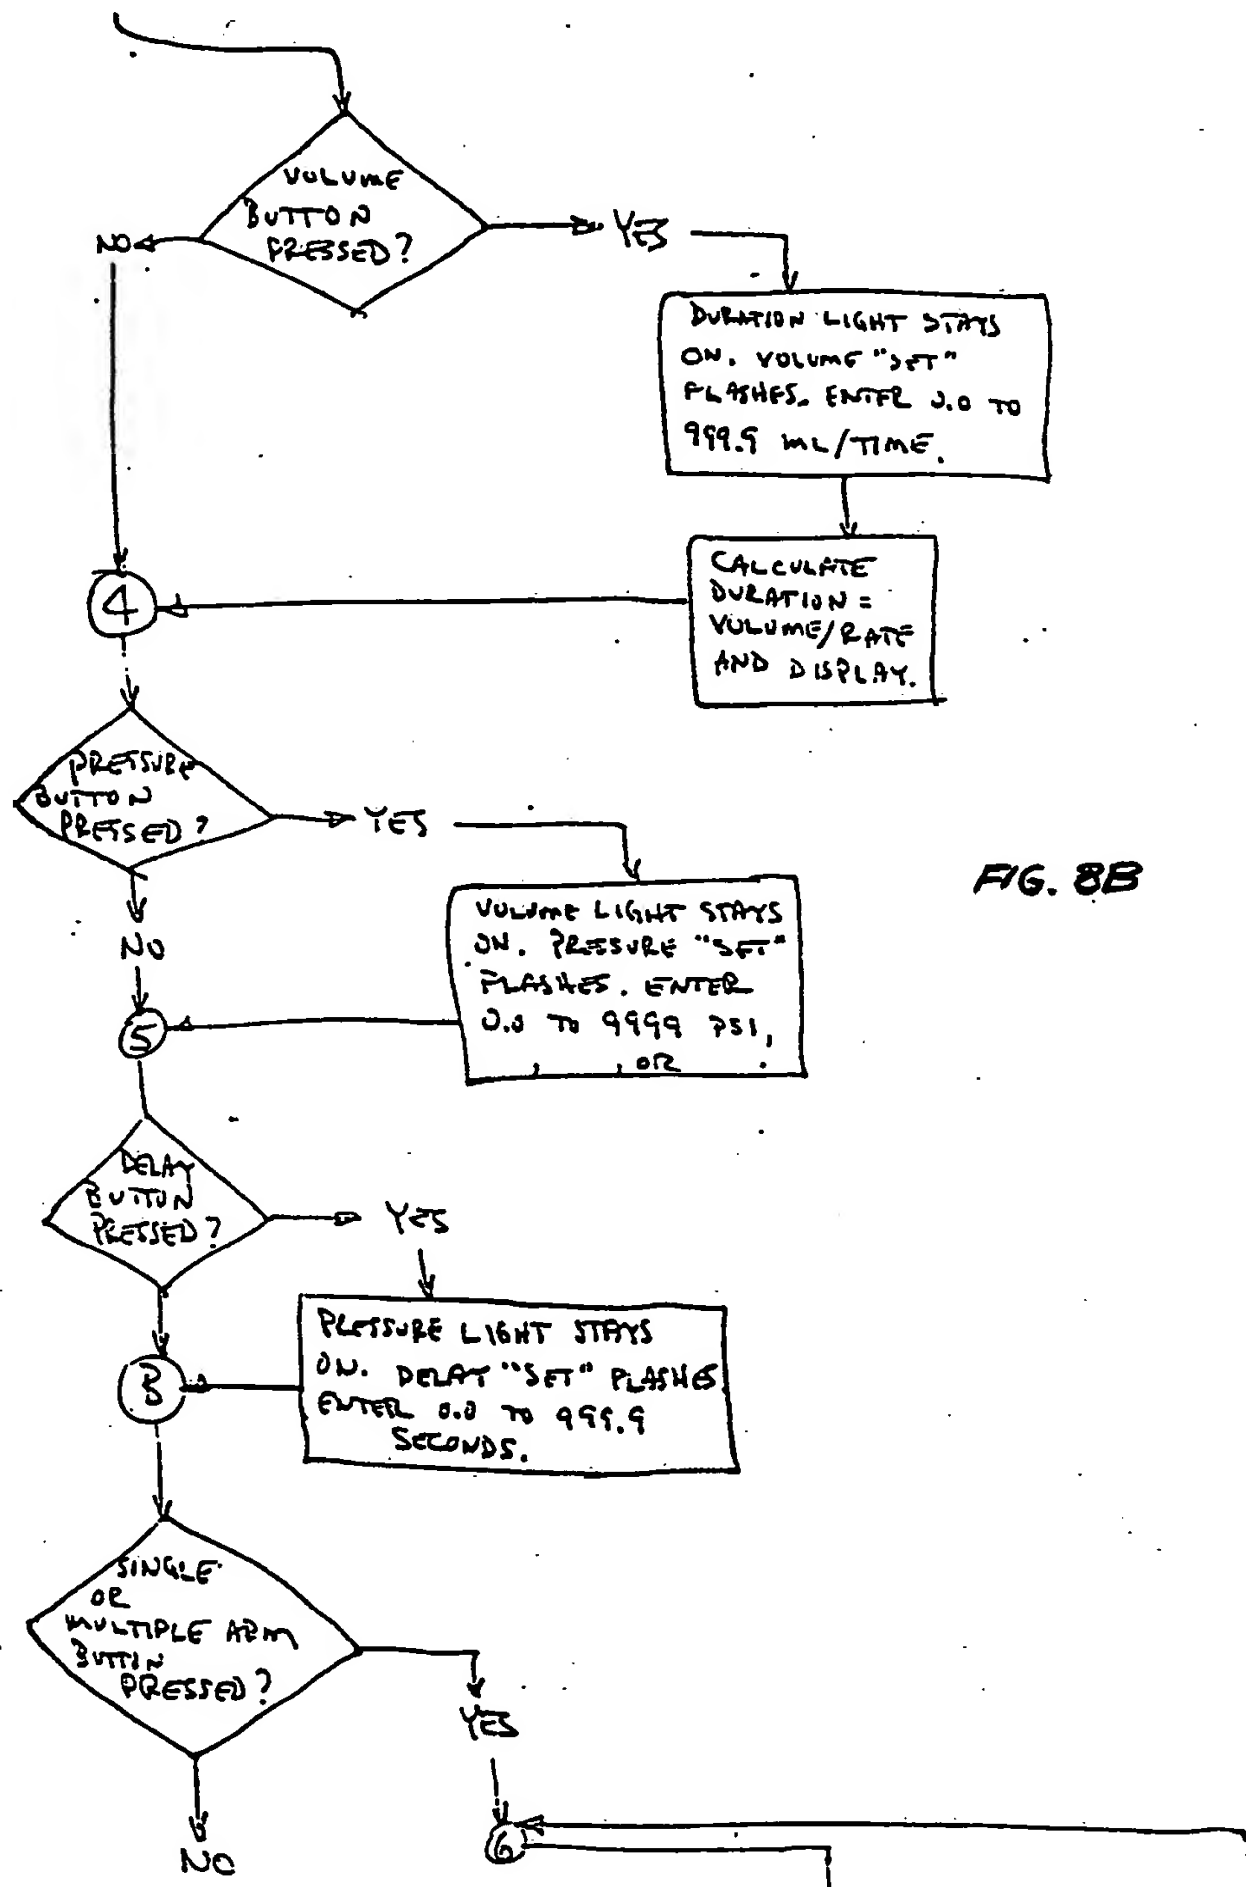 VOLUME
BUTTON
PRESSED?
NO
YES
DURATION LIGHT STAYS
ON. VOLUME "SET"
FLASHES. ENTER 0.0 TO
999.9 ML/TIME.
CALCULATE
DURATION =
VOLUME/RATE
AND DISPLAY.
4
PRESSURE
BUTTON
PRESSED?
YES
NO
VOLUME LIGHT STAYS
ON. PRESSURE "SET"
FLASHES. ENTER
0.0 TO 9999 PSI,
, , OR .
FIG. 8B
5
DELAY
BUTTON
PRESSED?
YES
PRESSURE LIGHT STAYS
ON. DELAY "SET" FLASHES
ENTER 0.0 TO 999.9
SECONDS.
3
SINGLE
OR
MULTIPLE ARM
BUTTON
PRESSED?
YES
NO
6